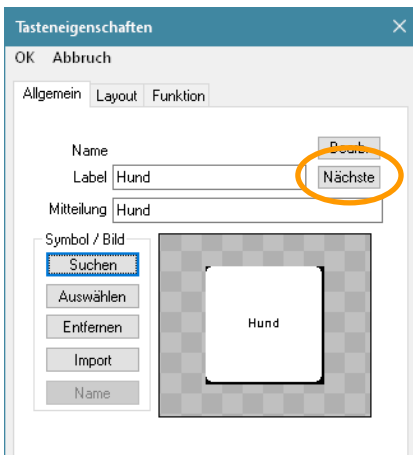 Tasteneigenschaften
OK Abbruch
Allgemein Layout Funktion
Name
Label Hund Nächste
Mitteilung Hund
Symbol / Bild
Suchen
Auswählen
Hund
Entfernen
Import
Name